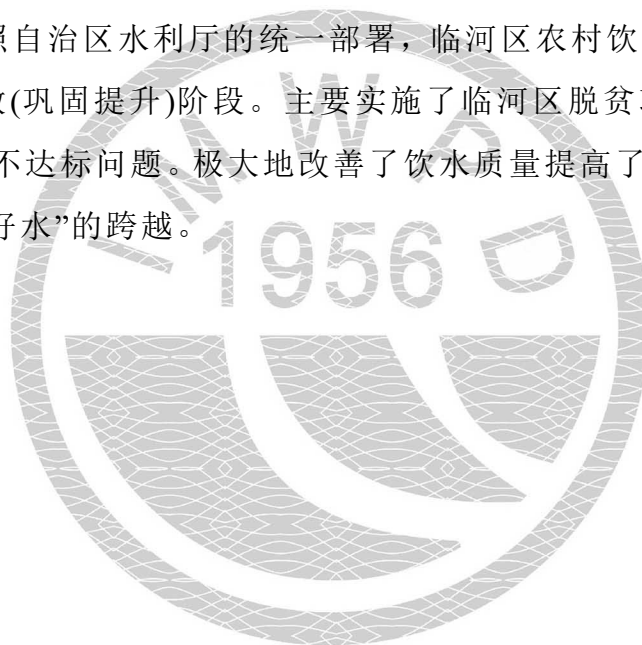 照自治区水利厅的统一部署，临河区农村饮
(巩固提升)阶段。主要实施了临河区脱贫
不达标问题。极大地改善了饮水质量提高了
好水”的跨越。
IMWPD
1956